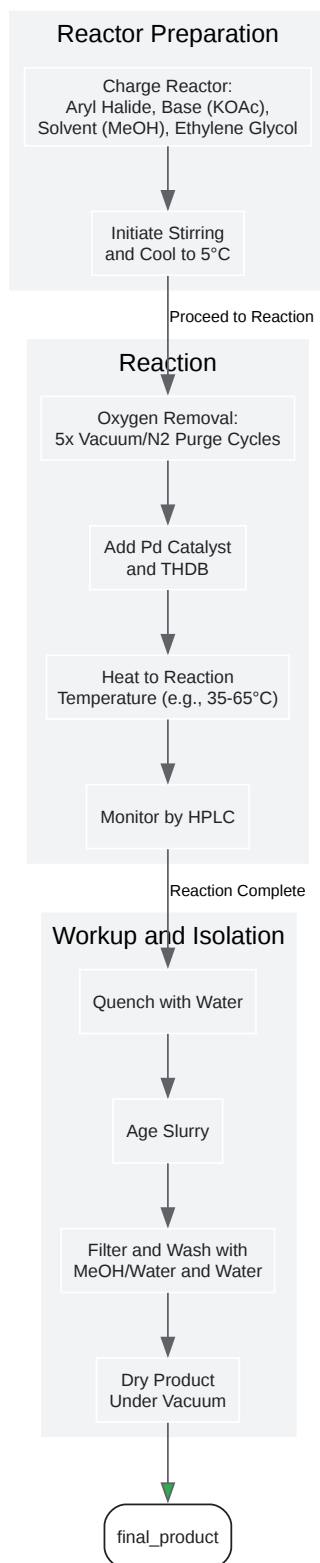 Reactor Preparation
Charge Reactor:
Aryl Halide, Base (KOAc),
Solvent (MeOH), Ethylene Glycol
Initiate Stirring
and Cool to 5°C
Proceed to Reaction
Reaction
Oxygen Removal:
5x Vacuum/N2 Purge Cycles
Add Pd Catalyst
and THDB
Heat to Reaction
Temperature (e.g., 35-65°C)
Monitor by HPLC
Reaction Complete
Workup and Isolation
Quench with Water
Age Slurry
Filter and Wash with
MeOH/Water and Water
Dry Product
Under Vacuum
final_product